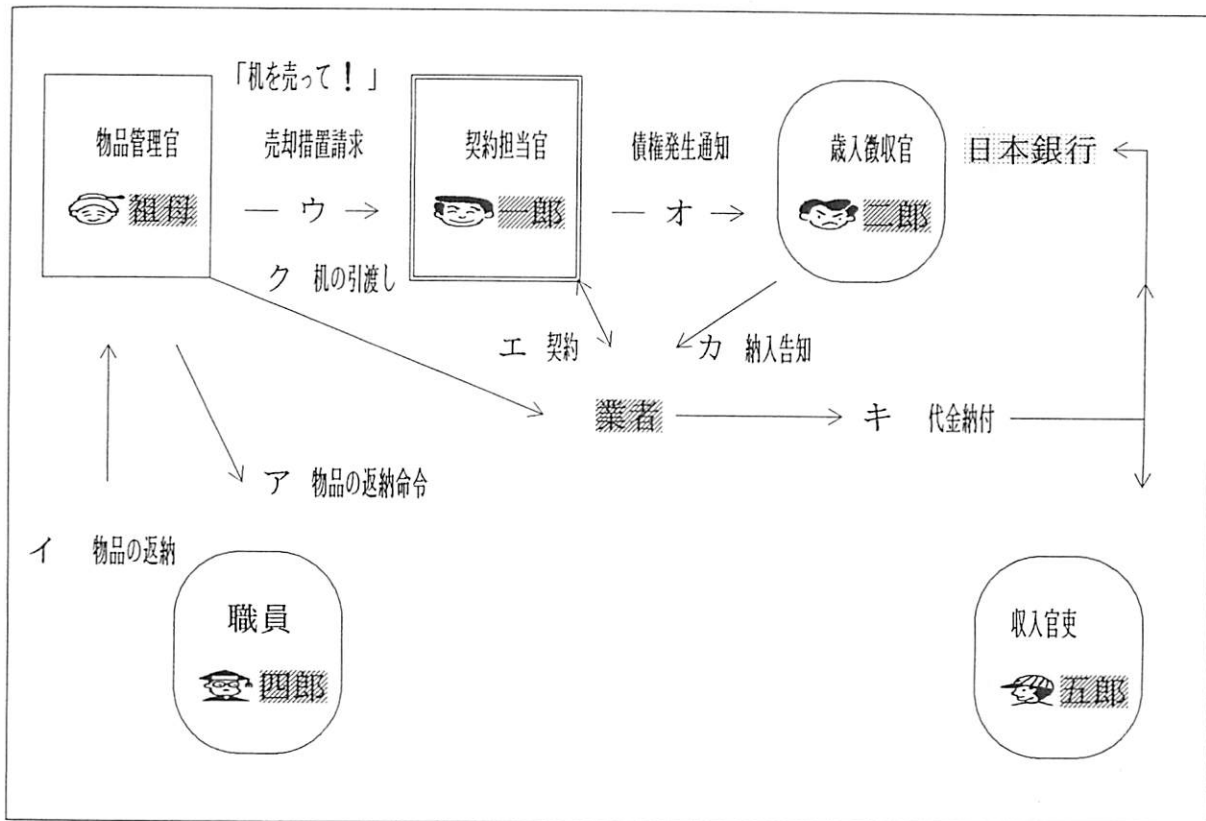 「机を売って！」
物品管理官 売却措置請求 契約担当官 債権発生通知 歳入徴収官 日本銀行
祖母 ウ 一郎 オ 二郎
ク 机の引渡し
エ 契約 カ 納入告知
業者 キ 代金納付
ア 物品の返納命令
イ 物品の返納
職員 収入官吏
四郎 五郎